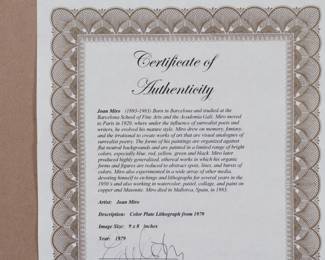 Certificate of
Authenticity
Joan Miro (1893-1983) Born in Barcelona and studied at the
Barcelona School of Fine Arts and the Academia Gali. Miro moved
to Paris in 1920, where under the influence of surrealist poets and
writers, he evolved his mature style. Miro drew on memory, fantasy,
and the irrational to create works of art that are visual analogues of
surrealist poetry. The forms of his paintings are organized against
flat neutral backgrounds and are painted in a limited range of bright
colors, especially blue, red, yellow, green and black. Miro later
produced highly generalized, ethereal works in which his organic
forms and figures are reduced to abstract spots, lines, and bursts of
colors. Miro also experimented in a wide array of other media,
devoting himself to etchings and lithographs for several years in the
1950's and also working in watercolor, pastel, collage, and paint on
copper and Masonite. Miro died in Mallorca, Spain, in 1983.
Artist: Joan Miro
Description: Color Plate Lithograph from 1979
Image Size: 9 x 8 inches
Year: 1979